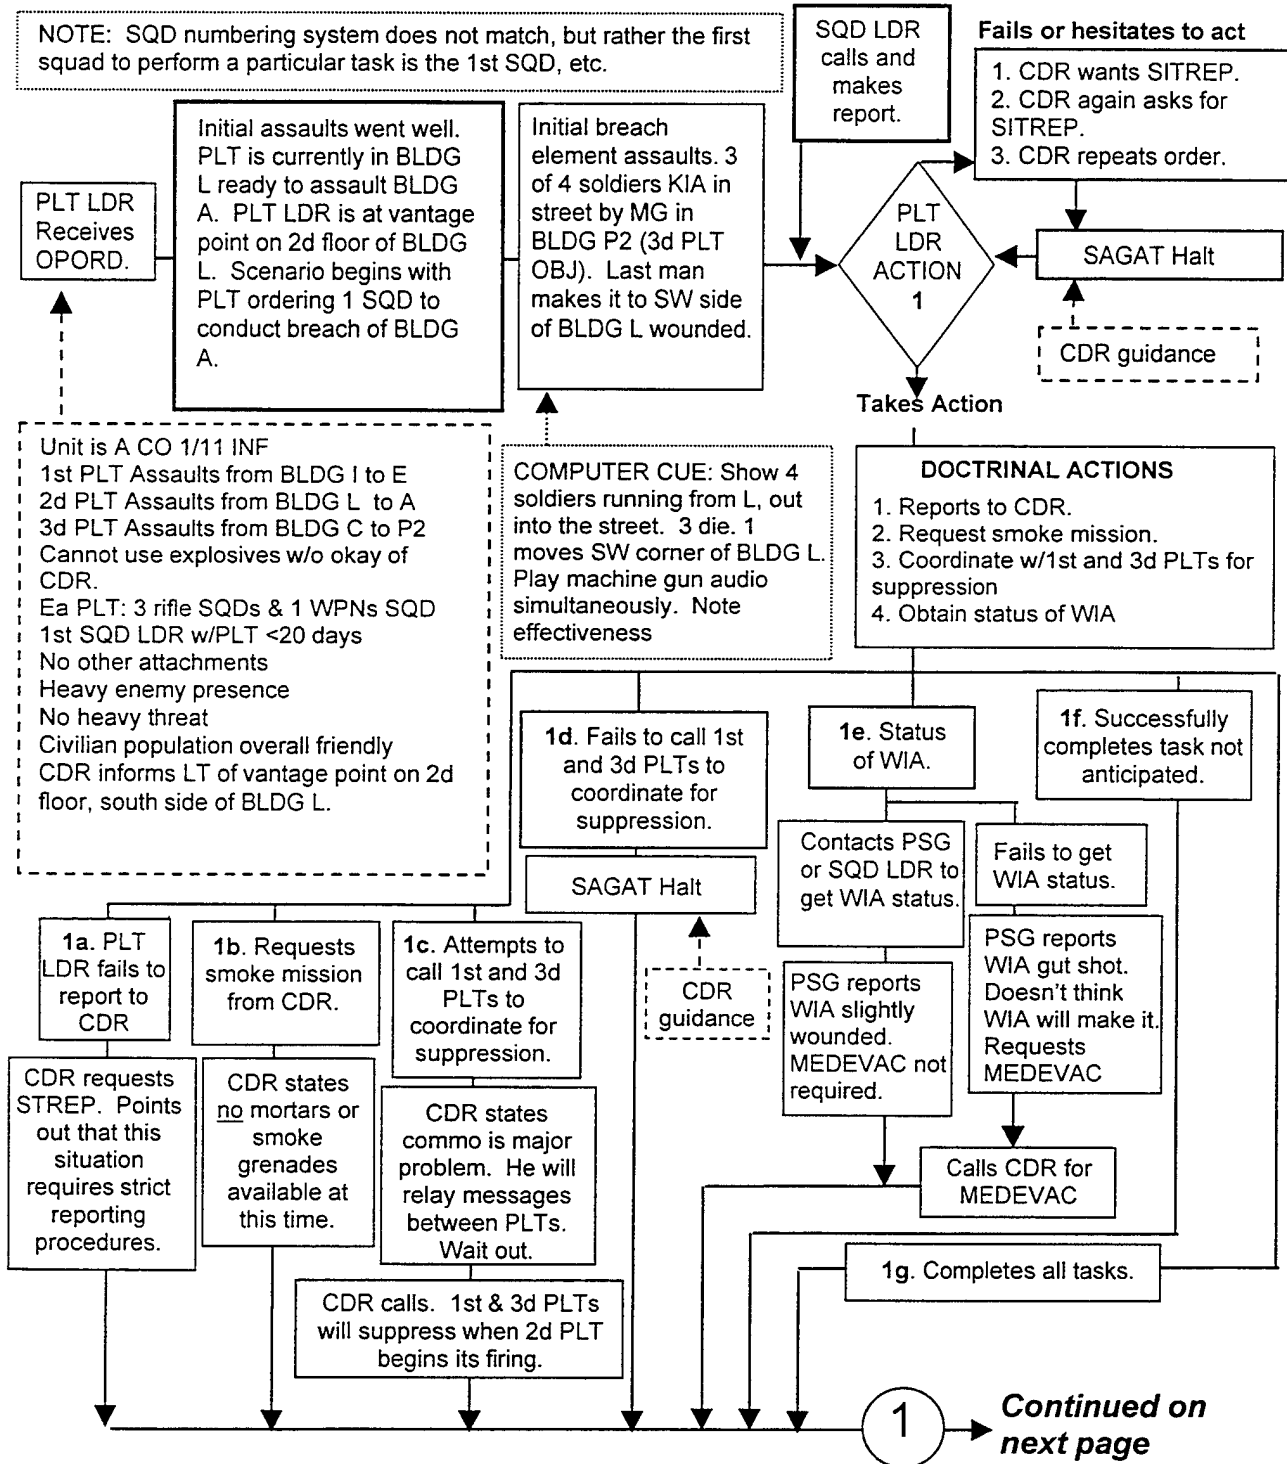 NOTE: SQD numbering system does not match, but rather the first
squad to perform a particular task is the 1st SQD, etc.
SQD LDR
calls and
makes
report.
Fails or hesitates to act
1. CDR wants SITREP.
2. CDR again asks for
SITREP.
3. CDR repeats order.
PLT LDR
Receives
OPORD.
Initial assaults went well.
PLT is currently in BLDG
L ready to assault BLDG
A. PLT LDR is at vantage
point on 2d floor of BLDG
L. Scenario begins with
PLT ordering 1 SQD to
conduct breach of BLDG
A.
Initial breach
element assaults. 3
of 4 soldiers KIA in
street by MG in
BLDG P2 (3d PLT
OBJ). Last man
makes it to SW side
of BLDG L wounded.
PLT
LDR
ACTION
1
SAGAT Halt
CDR guidance
Takes Action
Unit is A CO 1/11 INF
1st PLT Assaults from BLDG I to E
2d PLT Assaults from BLDG L to A
3d PLT Assaults from BLDG C to P2
Cannot use explosives w/o okay of
CDR.
Ea PLT: 3 rifle SQDs & 1 WPNs SQD
1st SQD LDR w/PLT <20 days
No other attachments
Heavy enemy presence
No heavy threat
Civilian population overall friendly
CDR informs LT of vantage point on 2d
floor, south side of BLDG L.
COMPUTER CUE: Show 4
soldiers running from L, out
into the street. 3 die. 1
moves SW corner of BLDG L.
Play machine gun audio
simultaneously. Note
effectiveness
DOCTRINAL ACTIONS
1. Reports to CDR.
2. Request smoke mission.
3. Coordinate w/1st and 3d PLTs for
suppression
4. Obtain status of WIA
1d. Fails to call 1st
and 3d PLTs to
coordinate for
suppression.
SAGAT Halt
CDR
guidance
1e. Status
of WIA.
Contacts PSG
or SQD LDR to
get WIA status.
PSG reports
WIA slightly
wounded.
MEDEVAC not
required.
Fails to get
WIA status.
PSG reports
WIA gut shot.
Doesn't think
WIA will make it.
Requests
MEDEVAC
Calls CDR for
MEDEVAC
1f. Successfully
completes task not
anticipated.
1a. PLT
LDR fails to
report to
CDR
CDR requests
STREP. Points
out that this
situation
requires strict
reporting
procedures.
1b. Requests
smoke mission
from CDR.
CDR states
no mortars or
smoke
grenades
available at
this time.
1c. Attempts to
call 1st and 3d
PLTs to
coordinate for
suppression.
CDR states
commo is major
problem. He will
relay messages
between PLTs.
Wait out.
CDR calls. 1st & 3d PLTs
will suppress when 2d PLT
begins its firing.
1g. Completes all tasks.
1
Continued on
next page